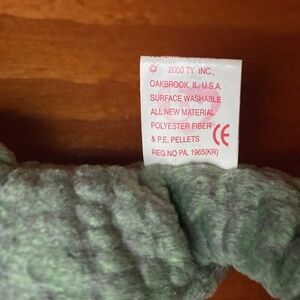 © 2000 TY INC.,
OAKBROOK, IL. U.S.A.
SURFACE WASHABLE
ALL NEW MATERIAL
POLYESTER FIBER
& P.E. PELLETS CE
REG.NO PA. 1965(KR)